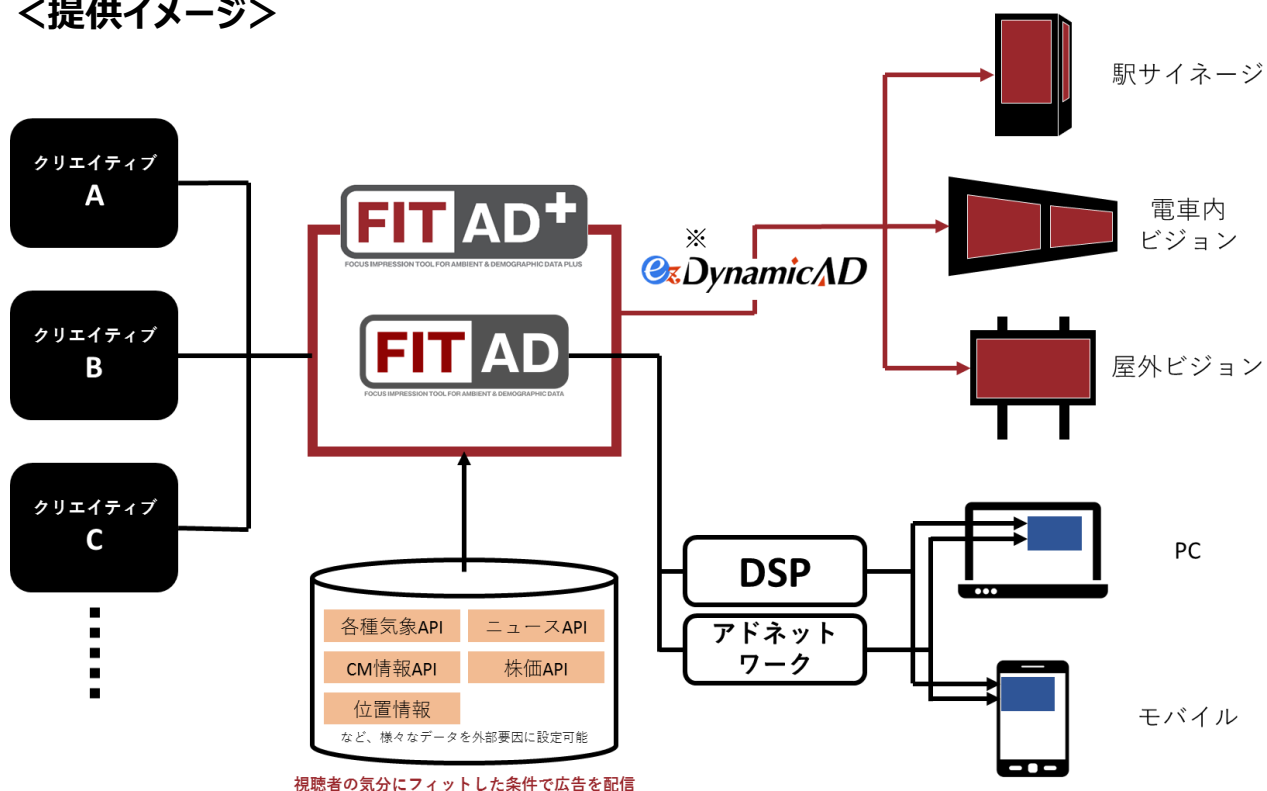 ＜提供イメージ＞
クリエイティブ
A
クリエイティブ
B
クリエイティブ
C
FIT AD+
FOCUS IMPRESSION TOOL FOR AMBIENT & DEMOGRAPHIC DATA PLUS
FIT AD
FOCUS IMPRESSION TOOL FOR AMBIENT & DEMOGRAPHIC DATA
※
ezDynamicAD
駅サイネージ
電車内
ビジョン
屋外ビジョン
DSP
アドネット
ワーク
PC
モバイル
各種気象API
ニュースAPI
CM情報API
株価API
位置情報
など、様々なデータを外部要因に設定可能
視聴者の気分にフィットした条件で広告を配信